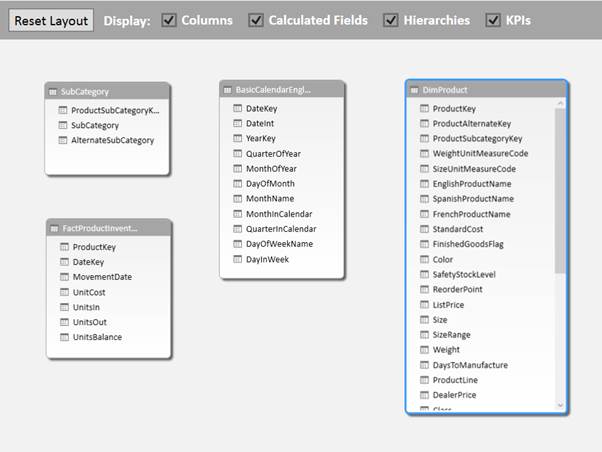 Reset Layout Display: Columns Calculated Fields Hierarchies KPIs
SubCategory
ProductSubCategoryK...
SubCategory
AlternateSubCategory
FactProductInvent...
ProductKey
DateKey
MovementDate
UnitCost
UnitsIn
UnitsOut
UnitsBalance
BasicCalendarEngl...
DateKey
DateInt
YearKey
QuarterOfYear
MonthOfYear
DayOfMonth
MonthName
MonthInCalendar
QuarterInCalendar
DayOfWeekName
DayInWeek
DimProduct
ProductKey
ProductAlternateKey
ProductSubcategoryKey
WeightUnitMeasureCode
SizeUnitMeasureCode
EnglishProductName
SpanishProductName
FrenchProductName
StandardCost
FinishedGoodsFlag
Color
SafetyStockLevel
ReorderPoint
ListPrice
Size
SizeRange
Weight
DaysToManufacture
ProductLine
DealerPrice
Class